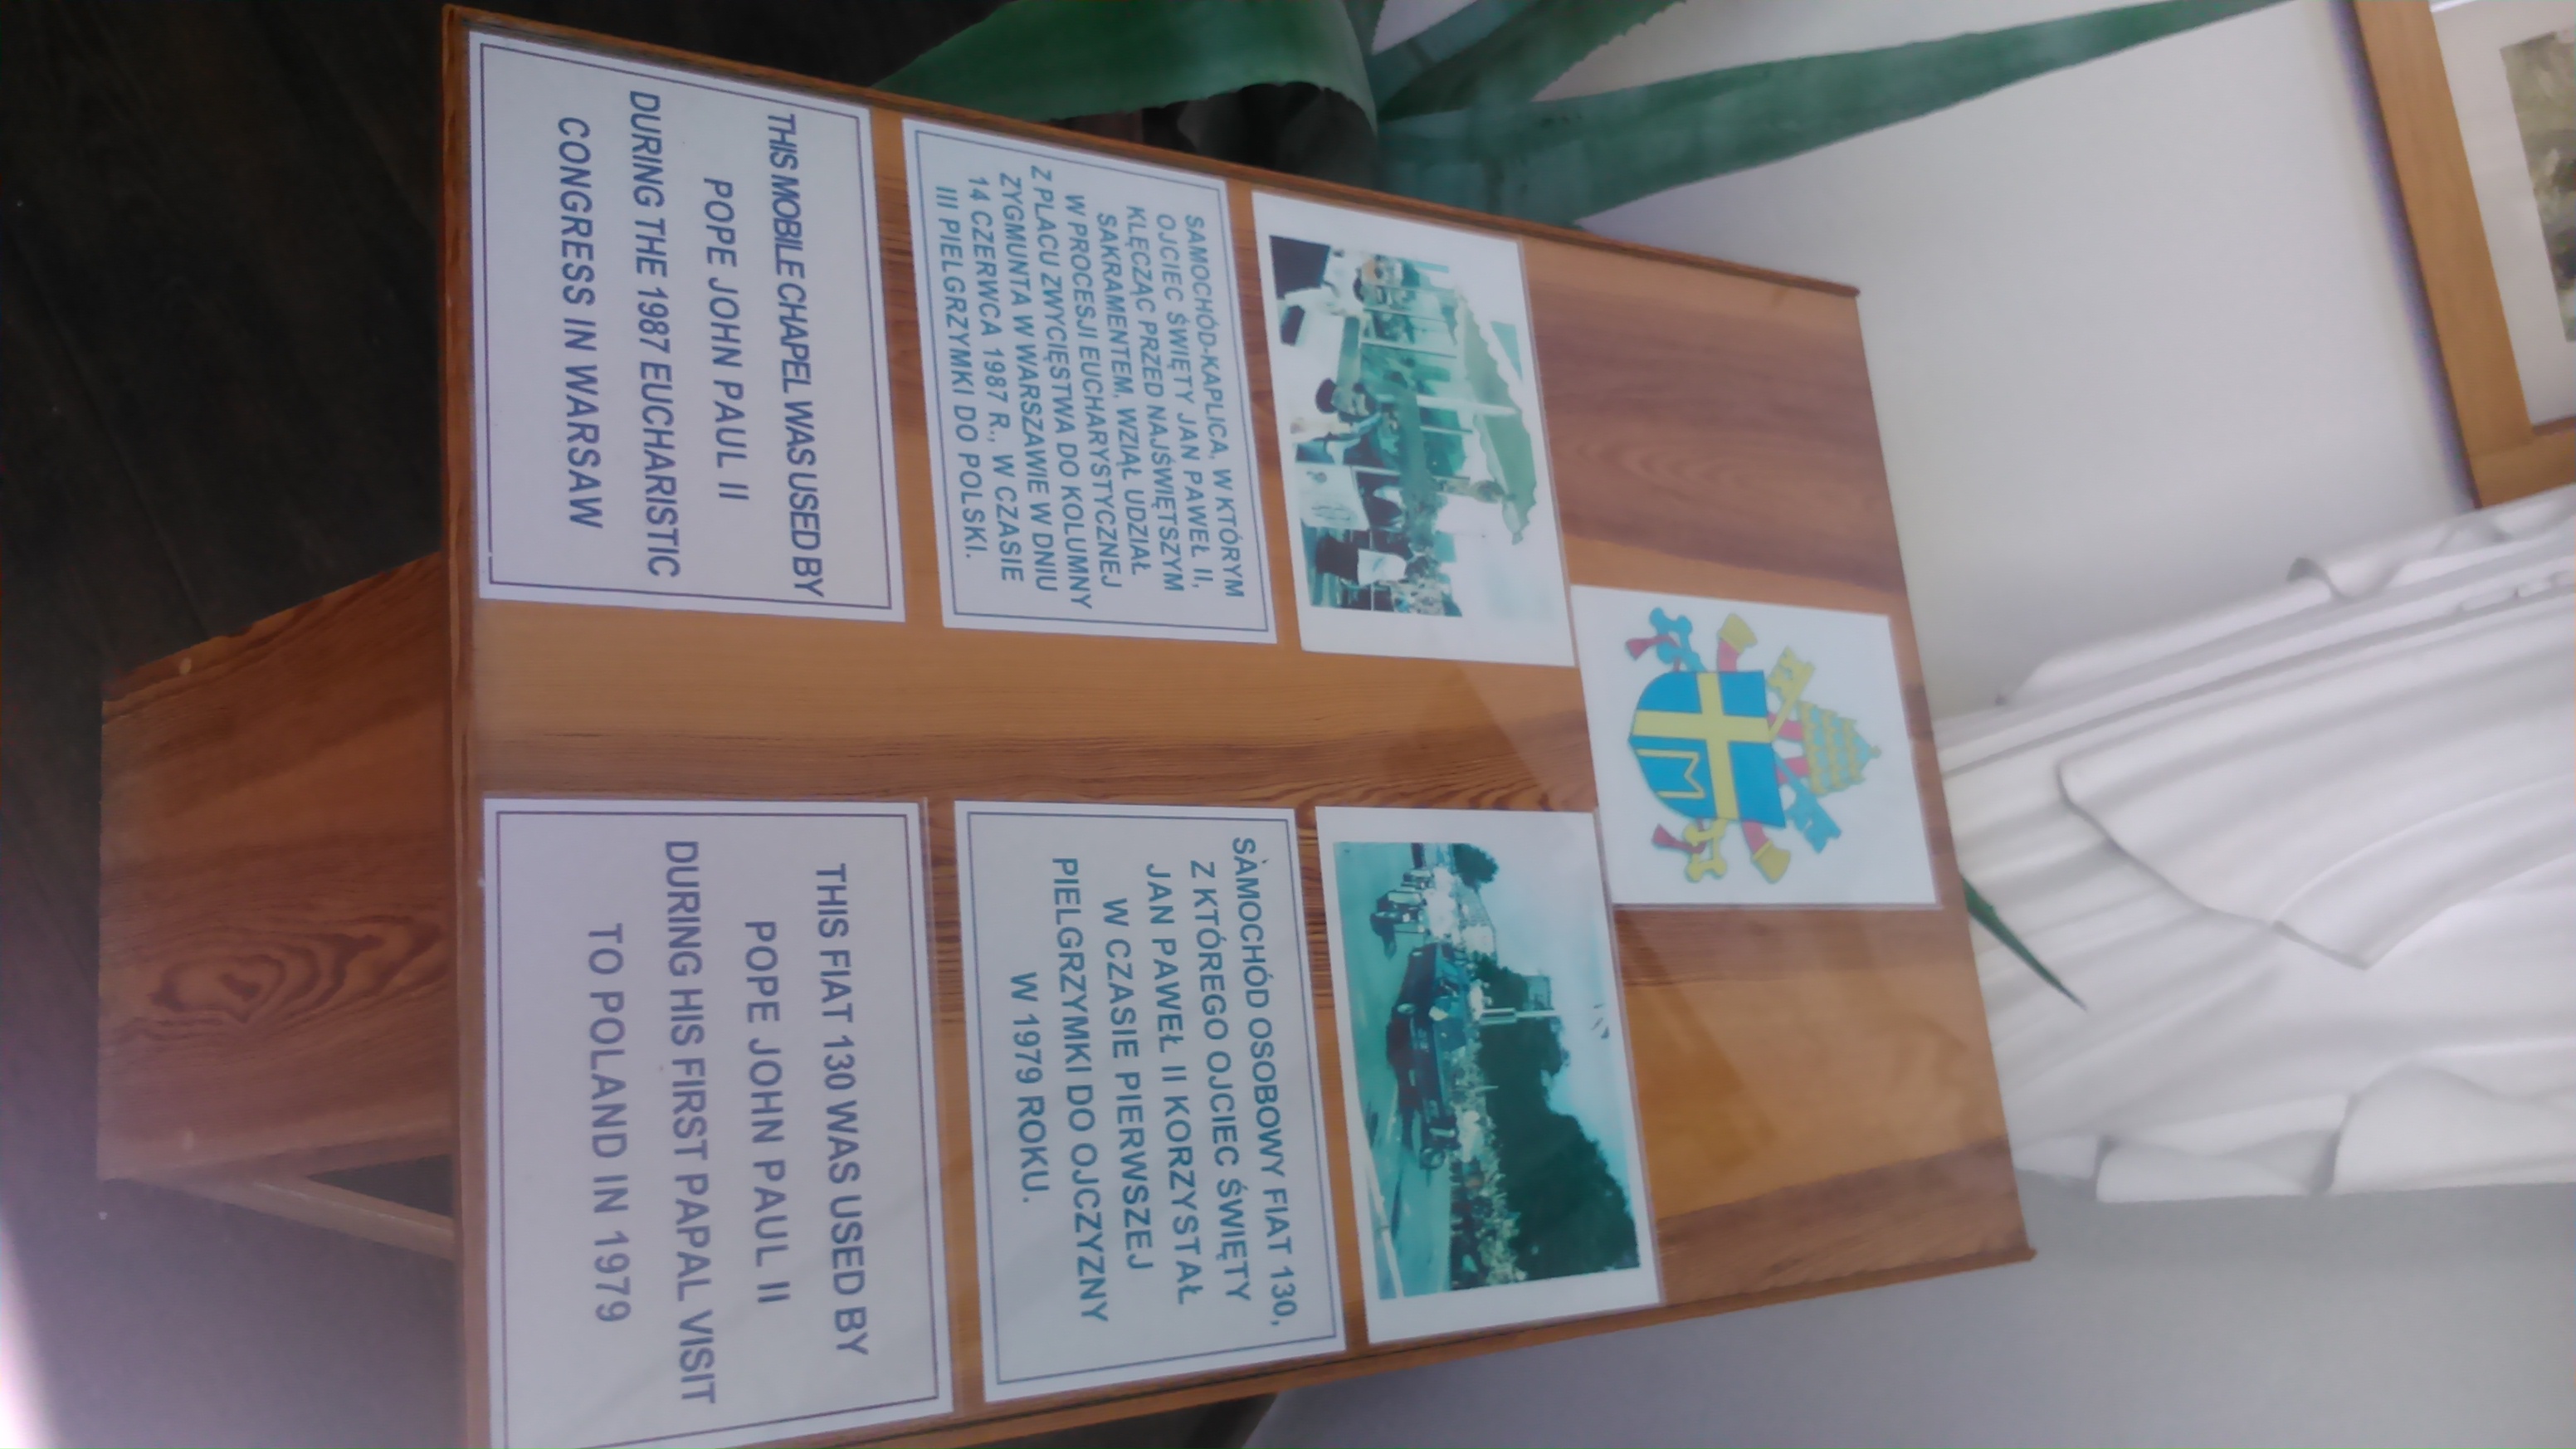 SAMOCHÓD-KAPLICA, W KTÓRYM
OJCIEC ŚWIĘTY JAN PAWEŁ II,
KLĘCZĄC PRZED NAJŚWIĘTSZYM
SAKRAMENTEM, WZIĄŁ UDZIAŁ
W PROCESJI EUCHARYSTYCZNEJ
Z PLACU ZWYCIĘSTWA DO KOLUMNY
ZYGMUNTA W WARSZAWIE W DNIU
14 CZERWCA 1987 R., W CZASIE
III PIELGRZYMKI DO POLSKI.
THIS MOBILE CHAPEL WAS USED BY
POPE JOHN PAUL II
DURING THE 1987 EUCHARISTIC
CONGRESS IN WARSAW
SAMOCHÓD OSOBOWY FIAT 130,
Z KTÓREGO OJCIEC ŚWIĘTY
JAN PAWEŁ II KORZYSTAŁ
W CZASIE PIERWSZEJ
PIELGRZYMKI DO OJCZYZNY
W 1979 ROKU.
THIS FIAT 130 WAS USED BY
POPE JOHN PAUL II
DURING HIS FIRST PAPAL VISIT
TO POLAND IN 1979